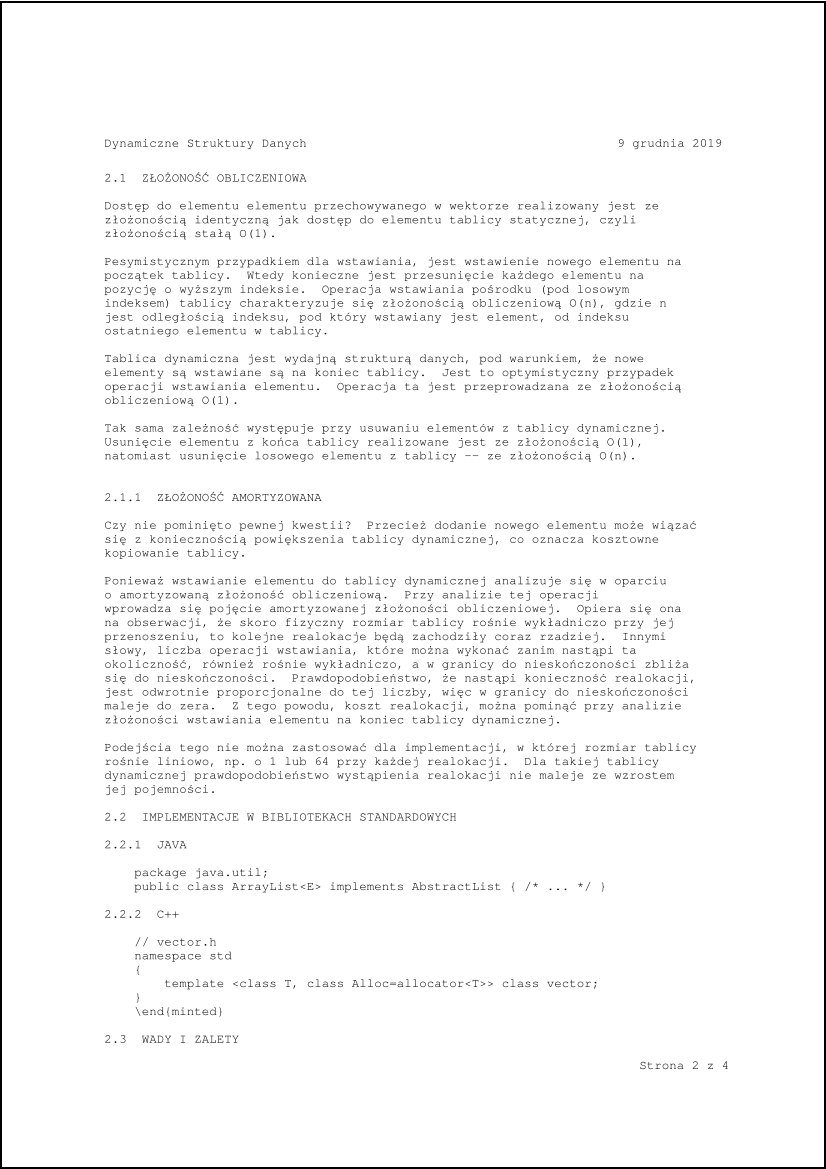 Dynamiczne Struktury Danych 9 grudnia 2019
2.1 ZŁOŻONOŚĆ OBLICZENIOWA
Dostęp do elementu elementu przechowywanego w wektorze realizowany jest ze
złożonością identyczną jak dostęp do elementu tablicy statycznej, czyli
złożonością stałą O(1).
Pesymistycznym przypadkiem dla wstawiania, jest wstawienie nowego elementu na
początek tablicy. Wtedy konieczne jest przesunięcie każdego elementu na
pozycję o wyższym indeksie. Operacja wstawiania pośrodku (pod losowym
indeksem) tablicy charakteryzuje się złożonością obliczeniową O(n), gdzie n
jest odległością indeksu, pod który wstawiany jest element, od indeksu
ostatniego elementu w tablicy.
Tablica dynamiczna jest wydajną strukturą danych, pod warunkiem, że nowe
elementy są wstawiane są na koniec tablicy. Jest to optymistyczny przypadek
operacji wstawiania elementu. Operacja ta jest przeprowadzana ze złożonością
obliczeniową O(1).
Tak sama zależność występuje przy usuwaniu elementów z tablicy dynamicznej.
Usunięcie elementu z końca tablicy realizowane jest ze złożonością O(1),
natomiast usunięcie losowego elementu z tablicy -- ze złożonością O(n).
2.1.1 ZŁOŻONOŚĆ AMORTYZOWANA
Czy nie pominięto pewnej kwestii? Przecież dodanie nowego elementu może wiązać
się z koniecznością powiększenia tablicy dynamicznej, co oznacza kosztowne
kopiowanie tablicy.
Ponieważ wstawianie elementu do tablicy dynamicznej analizuje się w oparciu
o amortyzowaną złożoność obliczeniową. Przy analizie tej operacji
wprowadza się pojęcie amortyzowanej złożoności obliczeniowej. Opiera się ona
na obserwacji, że skoro fizyczny rozmiar tablicy rośnie wykładniczo przy jej
przenoszeniu, to kolejne realokacje będą zachodziły coraz rzadziej. Innymi
słowy, liczba operacji wstawiania, które można wykonać zanim nastąpi ta
okoliczność, również rośnie wykładniczo, a w granicy do nieskończoności zbliża
się do nieskończoności. Prawdopodobieństwo, że nastąpi konieczność realokacji,
jest odwrotnie proporcjonalne do tej liczby, więc w granicy do nieskończoności
maleje do zera. Z tego powodu, koszt realokacji, można pominąć przy analizie
złożoności wstawiania elementu na koniec tablicy dynamicznej.
Podejścia tego nie można zastosować dla implementacji, w której rozmiar tablicy
rośnie liniowo, np. o 1 lub 64 przy każdej realokacji. Dla takiej tablicy
dynamicznej prawdopodobieństwo wystąpienia realokacji nie maleje ze wzrostem
jej pojemności.
2.2 IMPLEMENTACJE W BIBLIOTEKACH STANDARDOWYCH
2.2.1 JAVA
package java.util;
public class ArrayList<E> implements AbstractList { /* ... */ }
2.2.2 C++
// vector.h
namespace std
{
template <class T, class Alloc=allocator<T>> class vector;
}
\end{minted}
2.3 WADY I ZALETY
Strona 2 z 4